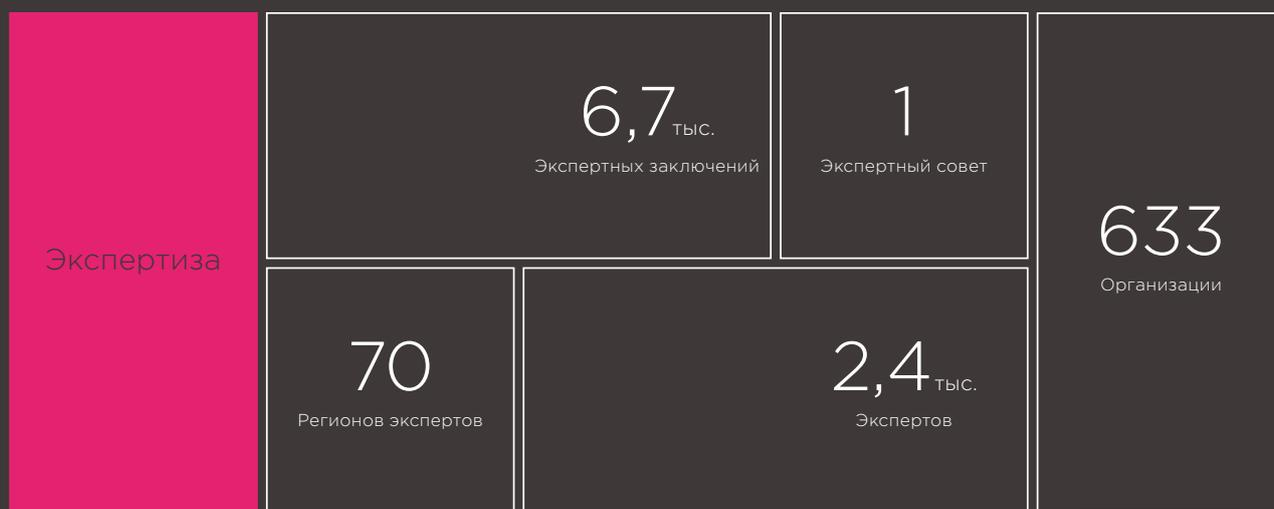 Экспертиза
6,7 тыс.
Экспертных заключений
1
Экспертный совет
633
Организации
70
Регионов экспертов
2,4 тыс.
Экспертов